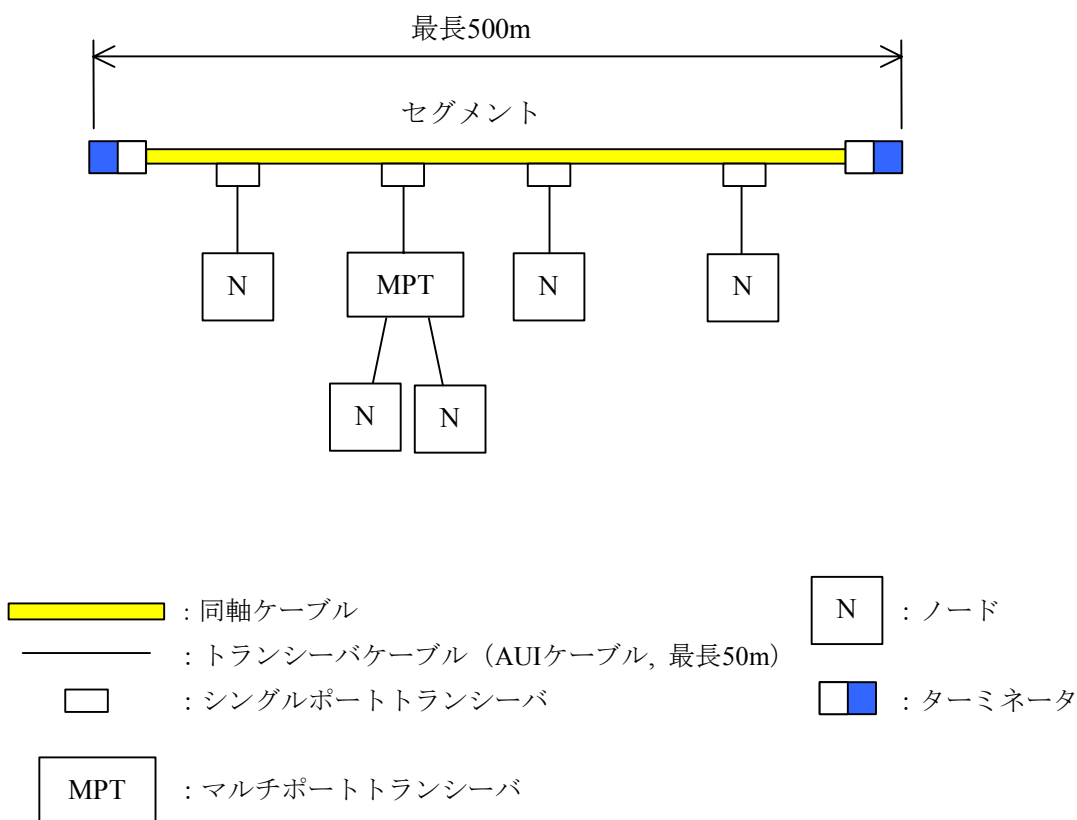 最長500m
セグメント
N
MPT
N
N
N
N
: 同軸ケーブル
N
: ノード
: トランシーバケーブル（AUIケーブル, 最長50m）
: シングルポートトランシーバ
: ターミネータ
MPT
: マルチポートトランシーバ